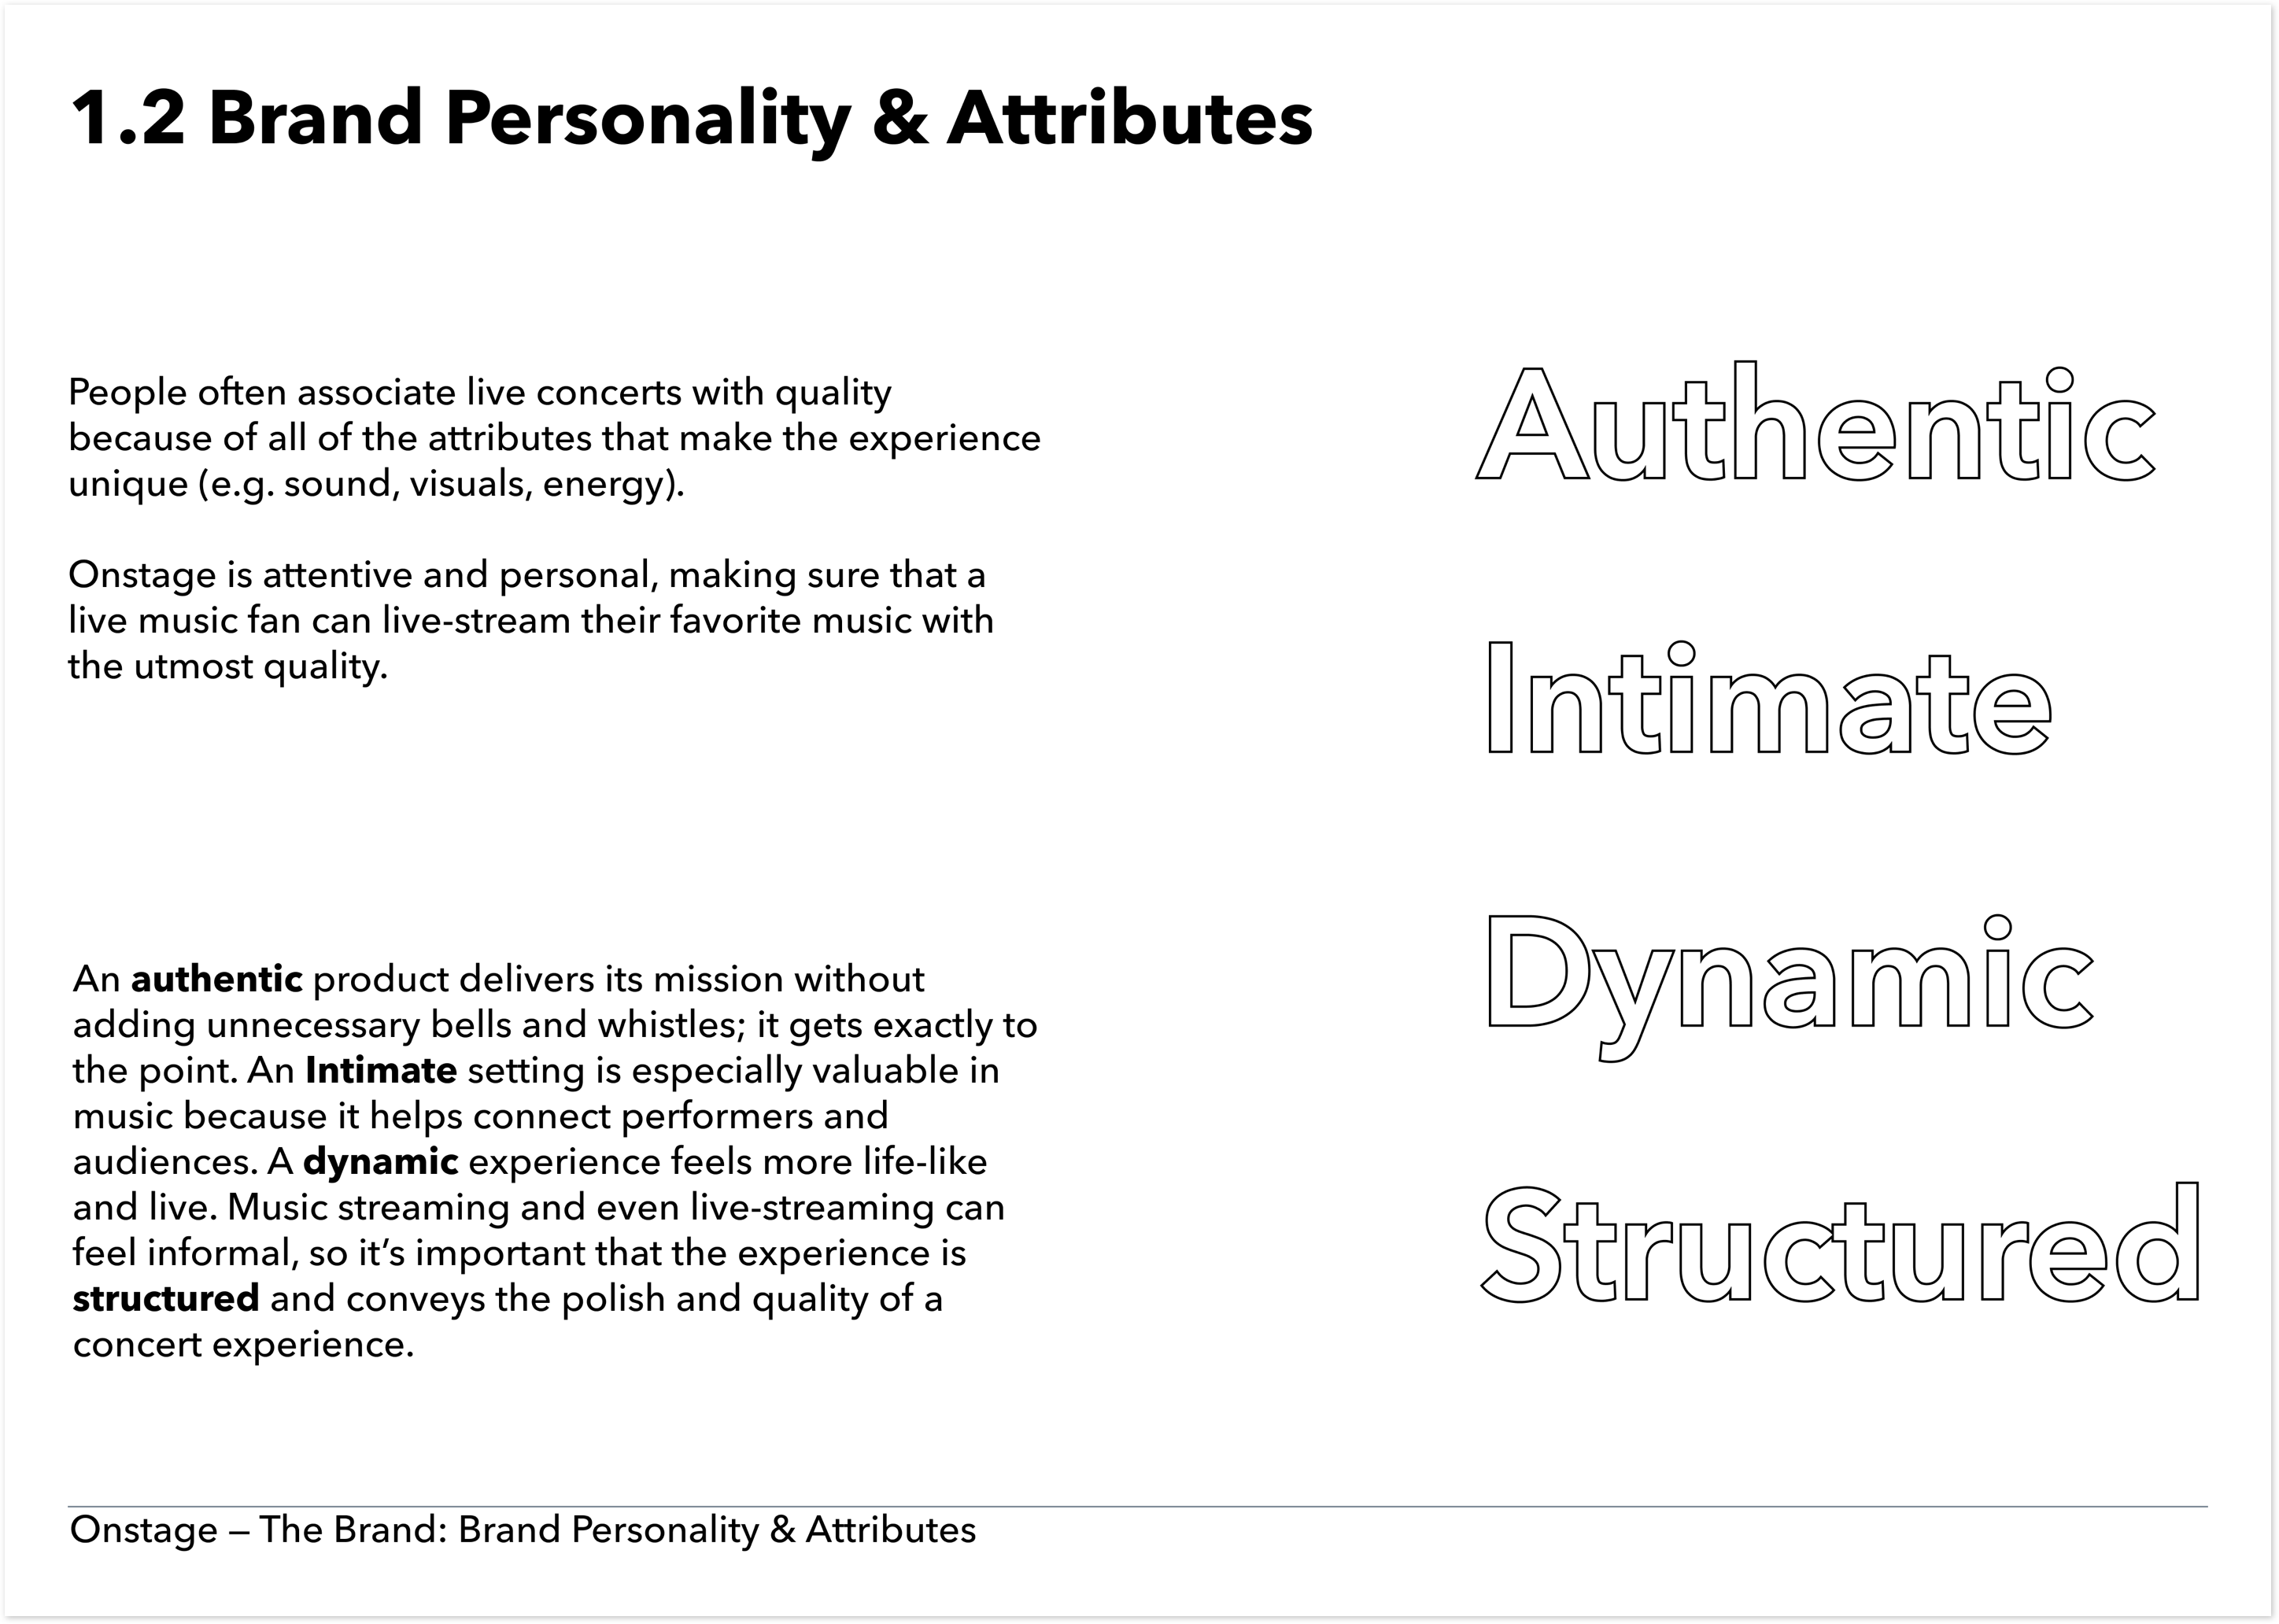 1.2 Brand Personality & Attributes
People often associate live concerts with quality
because of all of the attributes that make the experience
unique (e.g. sound, visuals, energy).
Onstage is attentive and personal, making sure that a
live music fan can live-stream their favorite music with
the utmost quality.
An authentic product delivers its mission without
adding unnecessary bells and whistles; it gets exactly to
the point. An Intimate setting is especially valuable in
music because it helps connect performers and
audiences. A dynamic experience feels more life-like
and live. Music streaming and even live-streaming can
feel informal, so it’s important that the experience is
structured and conveys the polish and quality of a
concert experience.
Authentic
Intimate
Dynamic
Structured
Onstage – The Brand: Brand Personality & Attributes